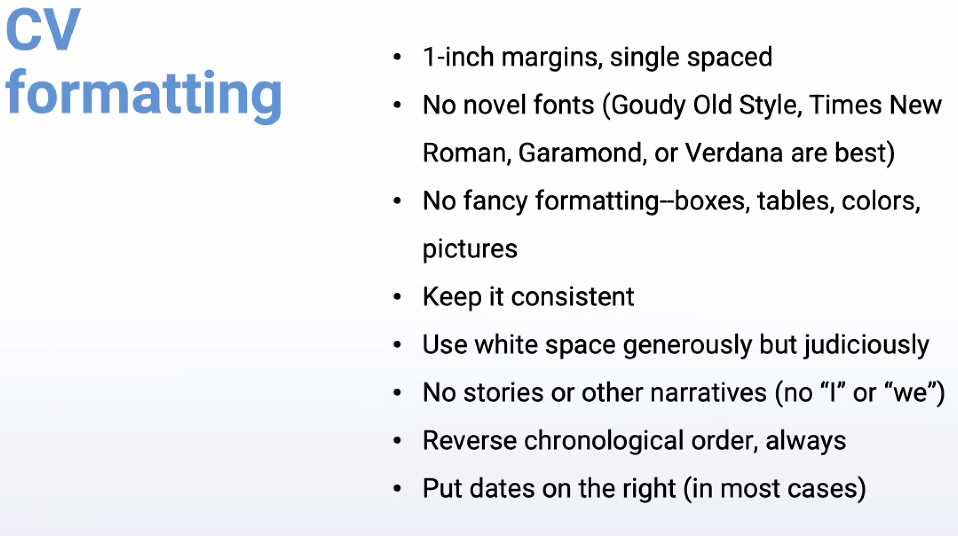 CV
formatting
• 1-inch margins, single spaced
• No novel fonts (Goudy Old Style, Times New
Roman, Garamond, or Verdana are best)
• No fancy formatting--boxes, tables, colors,
pictures
• Keep it consistent
• Use white space generously but judiciously
• No stories or other narratives (no “I” or “we”)
• Reverse chronological order, always
• Put dates on the right (in most cases)